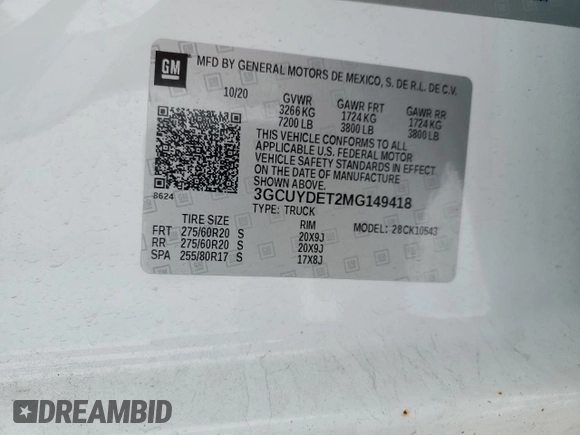 GM
MFD BY GENERAL MOTORS DE MEXICO, S. DE R.L. DE C.V.
10/20 GVWR GAWR FRT GAWR RR
3266 KG 1724 KG 1724 KG
7200 LB 3800 LB 3800 LB
THIS VEHICLE CONFORMS TO ALL
APPLICABLE U.S. FEDERAL MOTOR
VEHICLE SAFETY STANDARDS IN EFFECT
ON THE DATE OF MANUFACTURE
SHOWN ABOVE.
8624
3GCUYDET2MG149418
TYPE: TRUCK
TIRE SIZE RIM MODEL: 28CK10543
FRT 275/60R20 S 20X9J
RR 275/60R20 S 20X9J
SPA 255/80R17 S 17X8J
DREAMBID